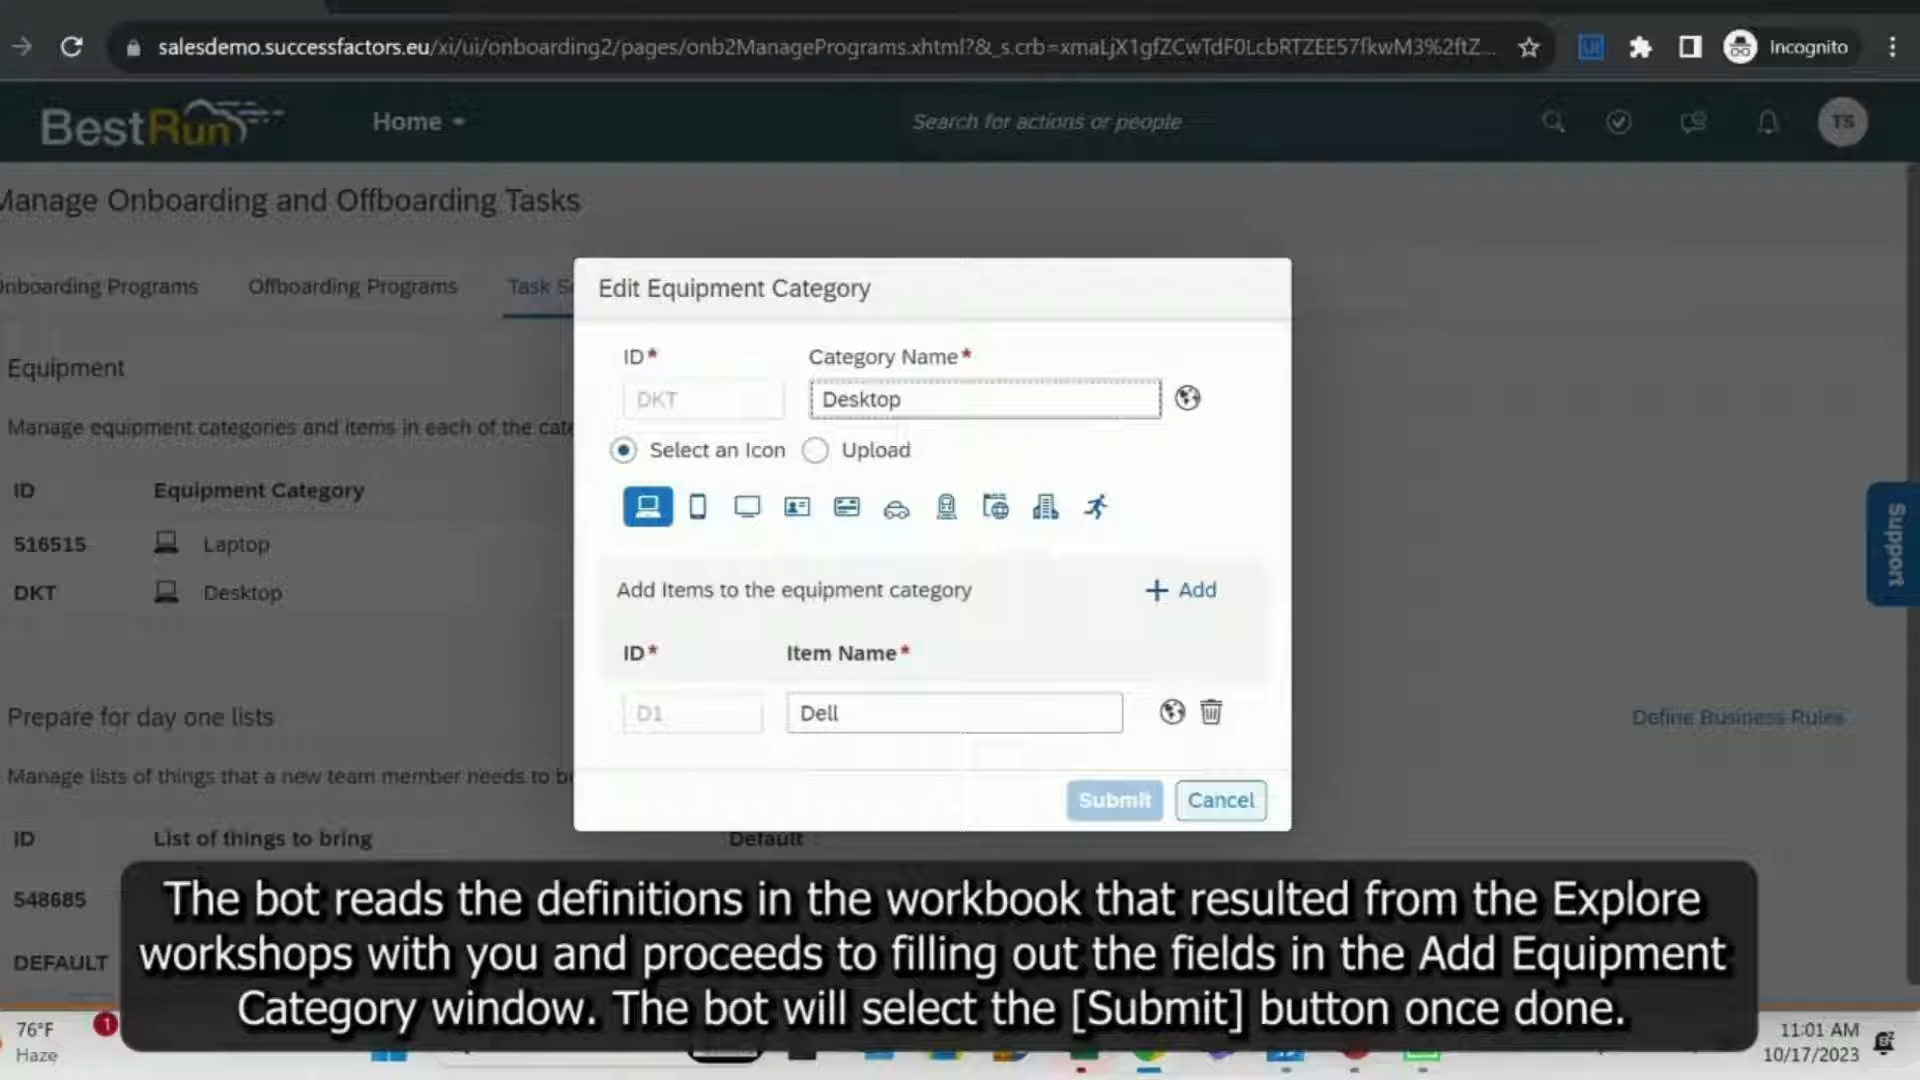 salesdemo.successfactors.eu/xi/ui/onboarding2/pages/onb2ManagePrograms.xhtml?&_s.crb=xmaLjX1gfZCwTdF0LcbRTZEE57fkwM3%2ftZ...
Incognito
BestRun
Home
Search for actions or people
TS
Manage Onboarding and Offboarding Tasks
Onboarding Programs
Offboarding Programs
Task S
Edit Equipment Category
Equipment
ID*
Category Name*
DKT
Desktop
Manage equipment categories and items in each of the cat
Select an Icon
Upload
ID
Equipment Category
516515
Laptop
DKT
Desktop
Support
Add Items to the equipment category
+ Add
ID*
Item Name*
D1
Dell
Prepare for day one lists
Define Business Rules
Manage lists of things that a new team member needs to b
Submit
Cancel
ID
List of things to bring
Default
548685
DEFAULT
The bot reads the definitions in the workbook that resulted from the Explore
workshops with you and proceeds to filling out the fields in the Add Equipment
Category window. The bot will select the [Submit] button once done.
76°F
Haze
1
11:01 AM
10/17/2023